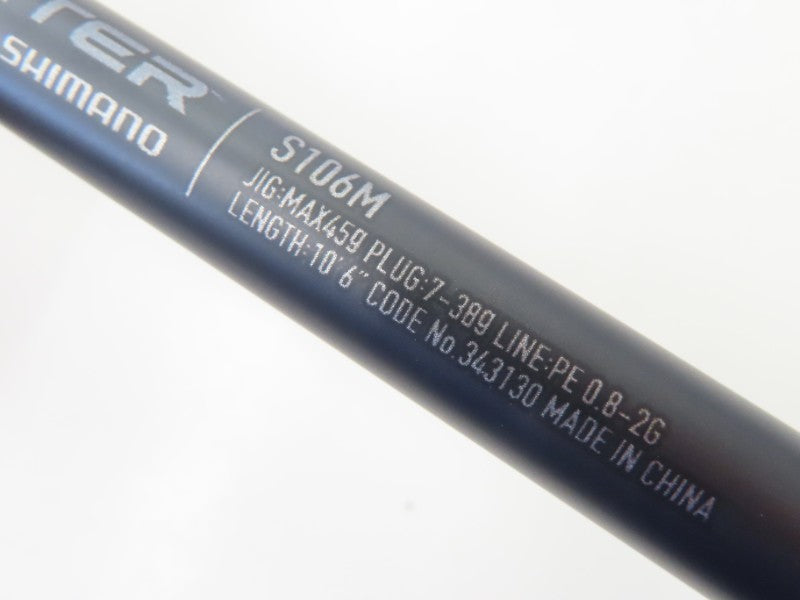 TTER™
SHIMANO
S106M
JIG:MAX45g PLUG:7-38g LINE:PE 0.8-2G
LENGTH:10'6" CODE No.343130 MADE IN CHINA